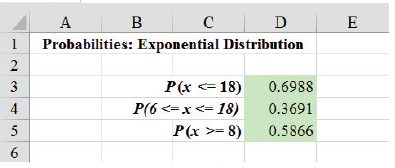 A B C D E
1 Probabilities: Exponential Distribution
2
3 P(x <= 18) 0.6988
4 P(6 <= x <= 18) 0.3691
5 P(x >= 8) 0.5866
6